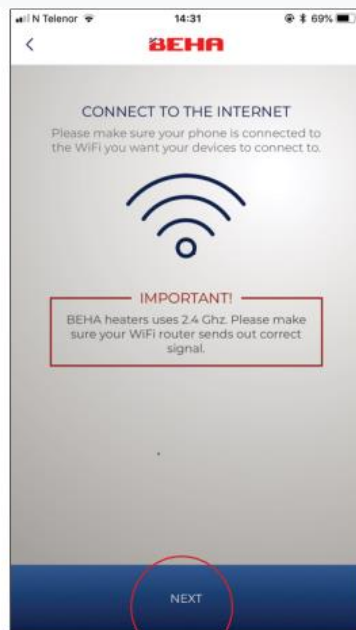 N Telenor 14:31 69%
BEHA
CONNECT TO THE INTERNET
Please make sure your phone is connected to
the WiFi you want your devices to connect to.
IMPORTANT!
BEHA heaters uses 2.4 Ghz. Please make
sure your WiFi router sends out correct
signal.
NEXT